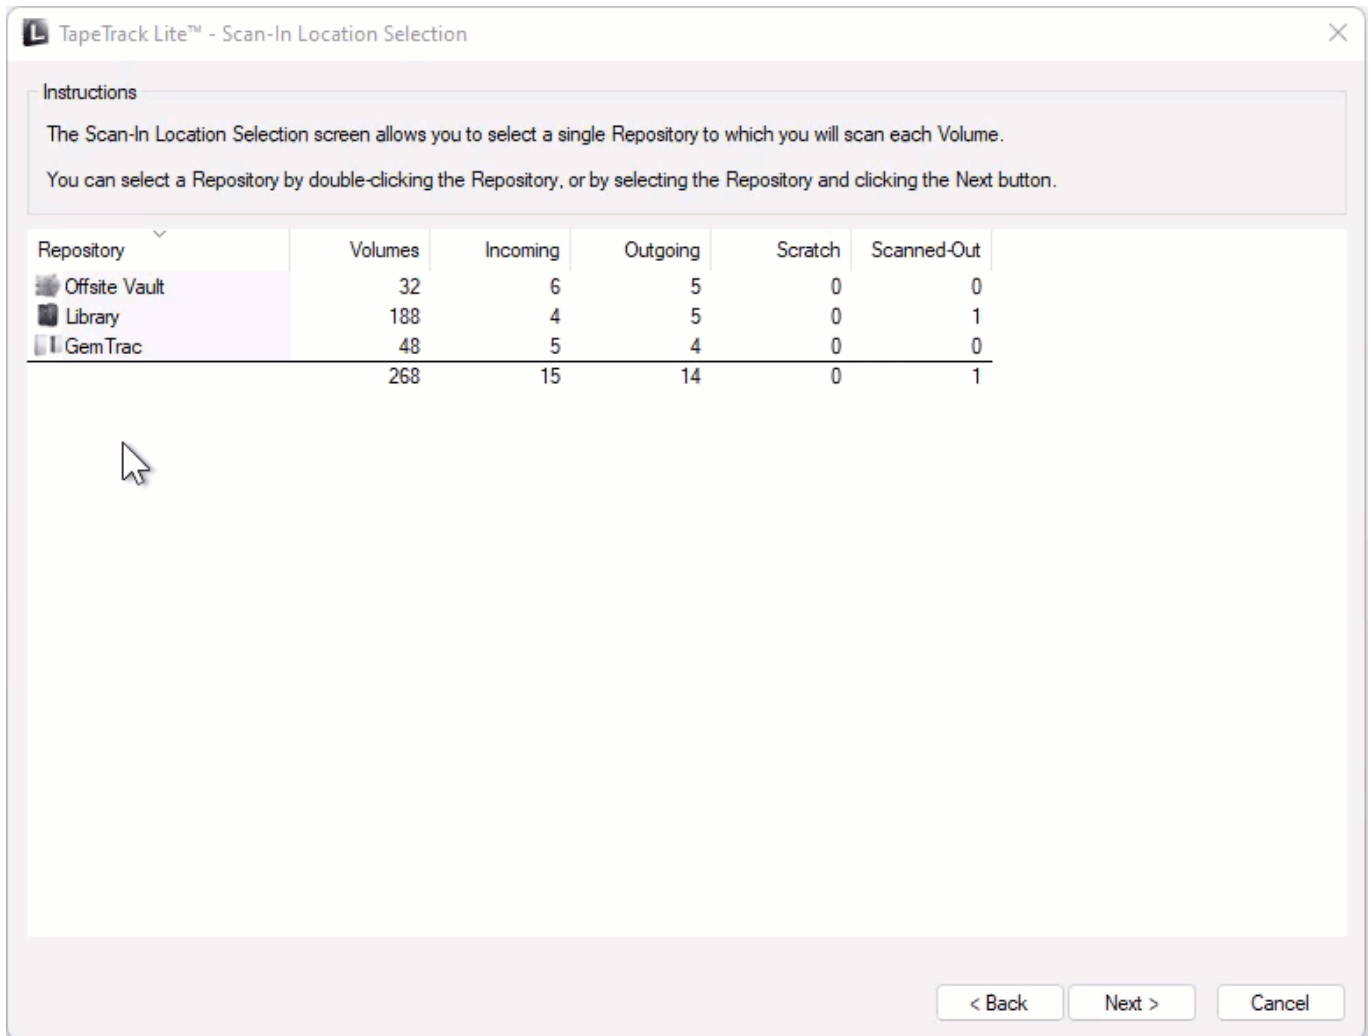 TapeTrack Lite™ - Scan-In Location Selection
Instructions
The Scan-In Location Selection screen allows you to select a single Repository to which you will scan each Volume.
You can select a Repository by double-clicking the Repository, or by selecting the Repository and clicking the Next button.
Repository Volumes Incoming Outgoing Scratch Scanned-Out
Offsite Vault 32 6 5 0 0
Library 188 4 5 0 1
GemTrac 48 5 4 0 0
268 15 14 0 1
< Back Next > Cancel